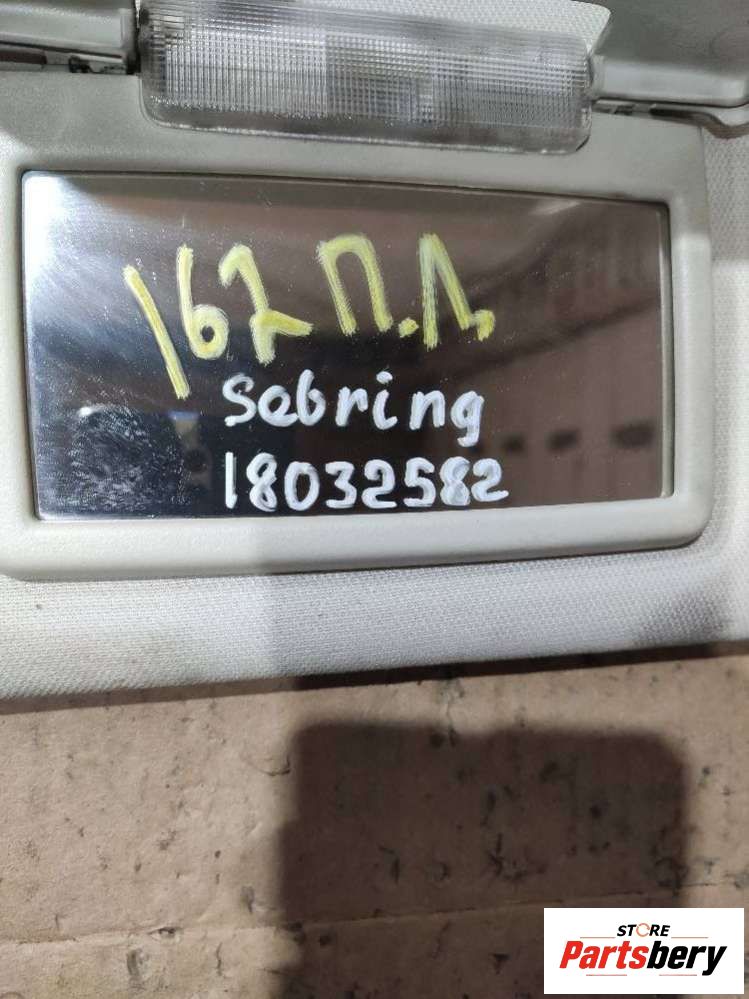 162 П.Л.
Sebring
18032582
STORE
Partsbery